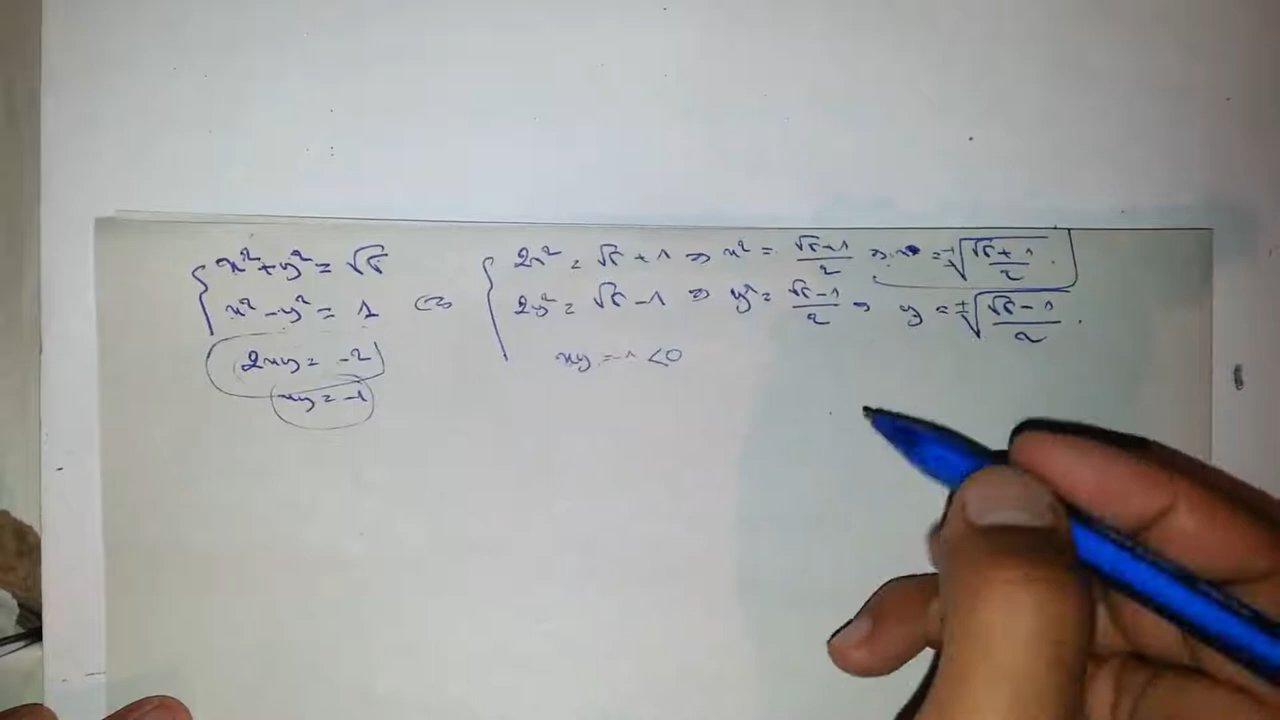 { x² + y² = √5 ⇔ { 2x² = √5 + 1 ⇒ x² = (√5+1)/2 ⇒ x = ±√((√5+1)/2).
x² - y² = 1 2y² = √5 - 1 ⇒ y² = (√5-1)/2 ⇒ y = ±√((√5-1)/2).
2xy = -2 xy = -1 < 0
xy = -1